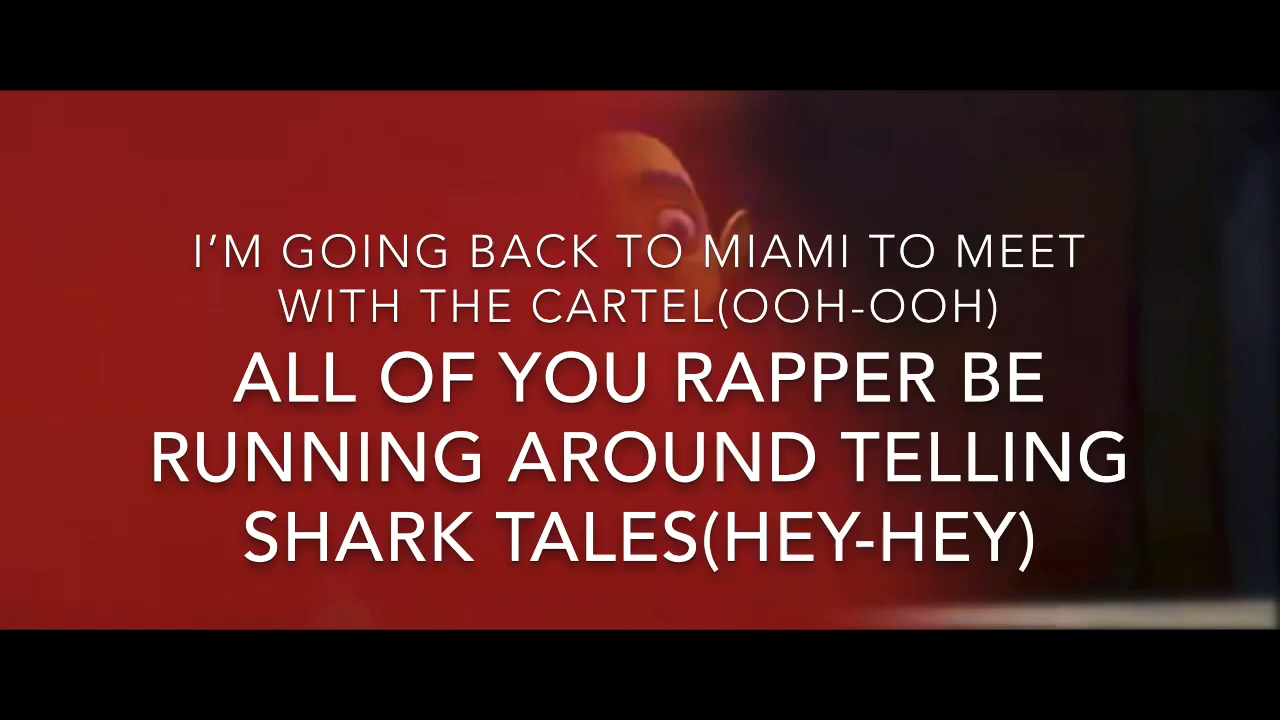 I’M GOING BACK TO MIAMI TO MEET
WITH THE CARTEL(OOH-OOH)
ALL OF YOU RAPPER BE
RUNNING AROUND TELLING
SHARK TALES(HEY-HEY)